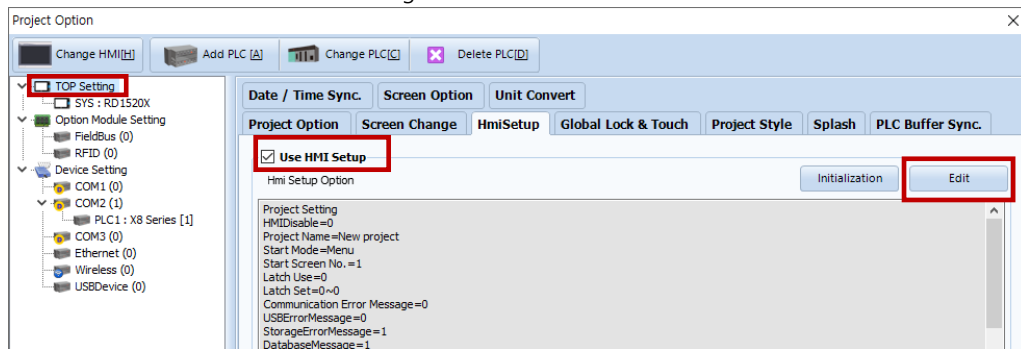 Project Option
Change HMI[H] Add PLC [A] Change PLC[C] Delete PLC[D]
TOP Setting
SYS : RD1520X
Option Module Setting
FieldBus (0)
RFID (0)
Device Setting
COM1 (0)
COM2 (1)
PLC1 : X8 Series [1]
COM3 (0)
Ethernet (0)
Wireless (0)
USBDevice (0)
Date / Time Sync. Screen Option Unit Convert
Project Option Screen Change HmiSetup Global Lock & Touch Project Style Splash PLC Buffer Sync.
Use HMI Setup
Hmi Setup Option Initialization Edit
Project Setting
HMIDisable=0
Project Name=New project
Start Mode=Menu
Start Screen No.=1
Latch Use=0
Latch Set=0~0
Communication Error Message=0
USBErrorMessage=0
StorageErrorMessage=1
DatabaseMessage=1